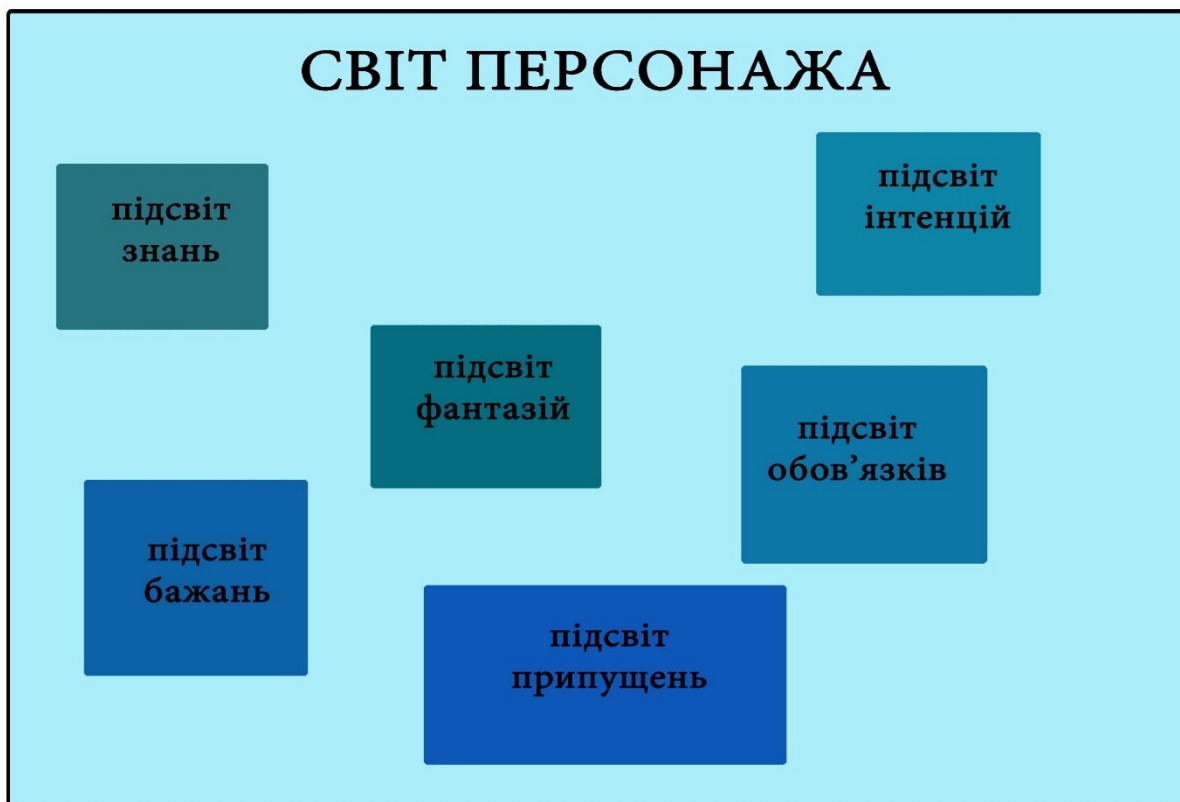 СВІТ ПЕРСОНАЖА
підсвіт
знань
підсвіт
інтенцій
підсвіт
фантазій
підсвіт
обов’язків
підсвіт
бажань
підсвіт
припущень